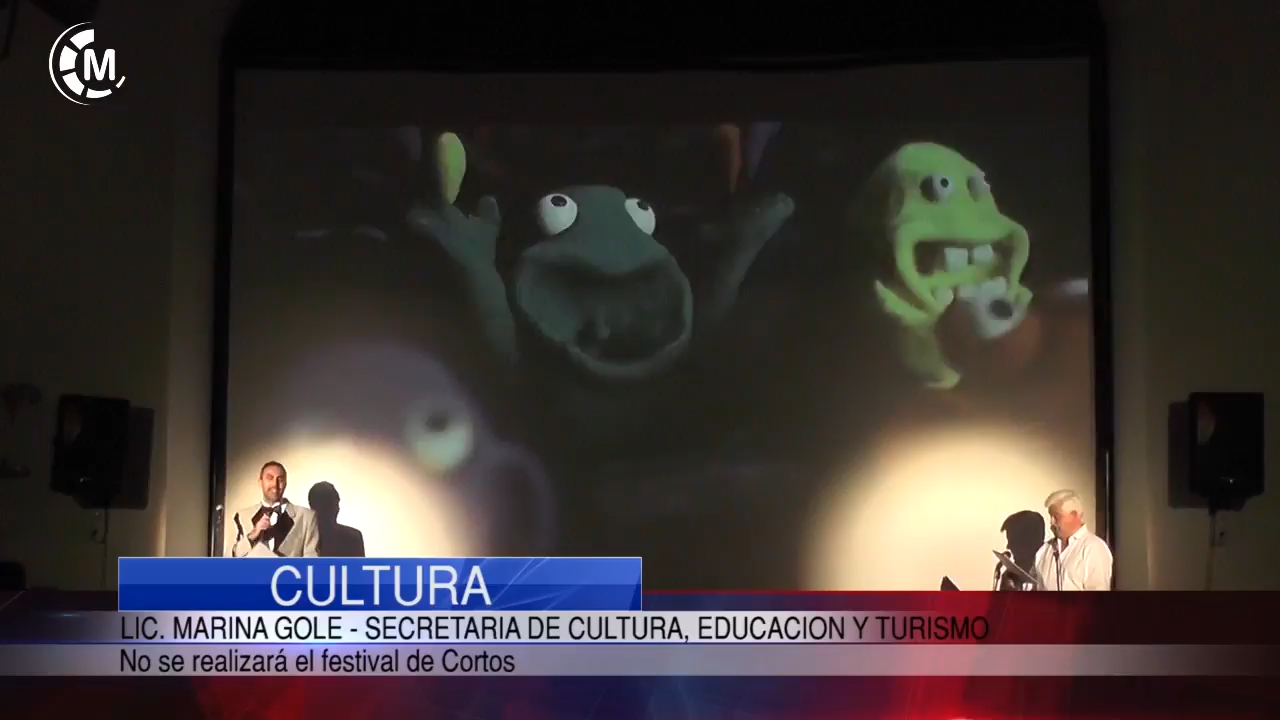 M
CULTURA
LIC. MARINA GOLE - SECRETARIA DE CULTURA, EDUCACION Y TURISMO
No se realizará el festival de Cortos